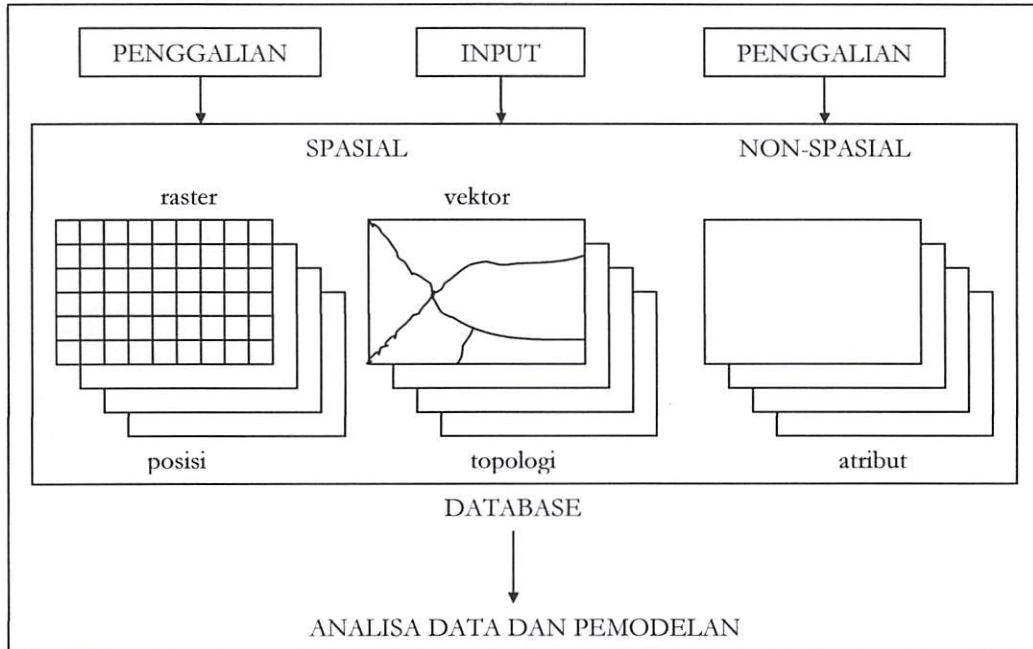 PENGGALIAN
INPUT
PENGGALIAN
SPASIAL
NON-SPASIAL
raster
vektor
posisi
topologi
atribut
DATABASE
ANALISA DATA DAN PEMODELAN